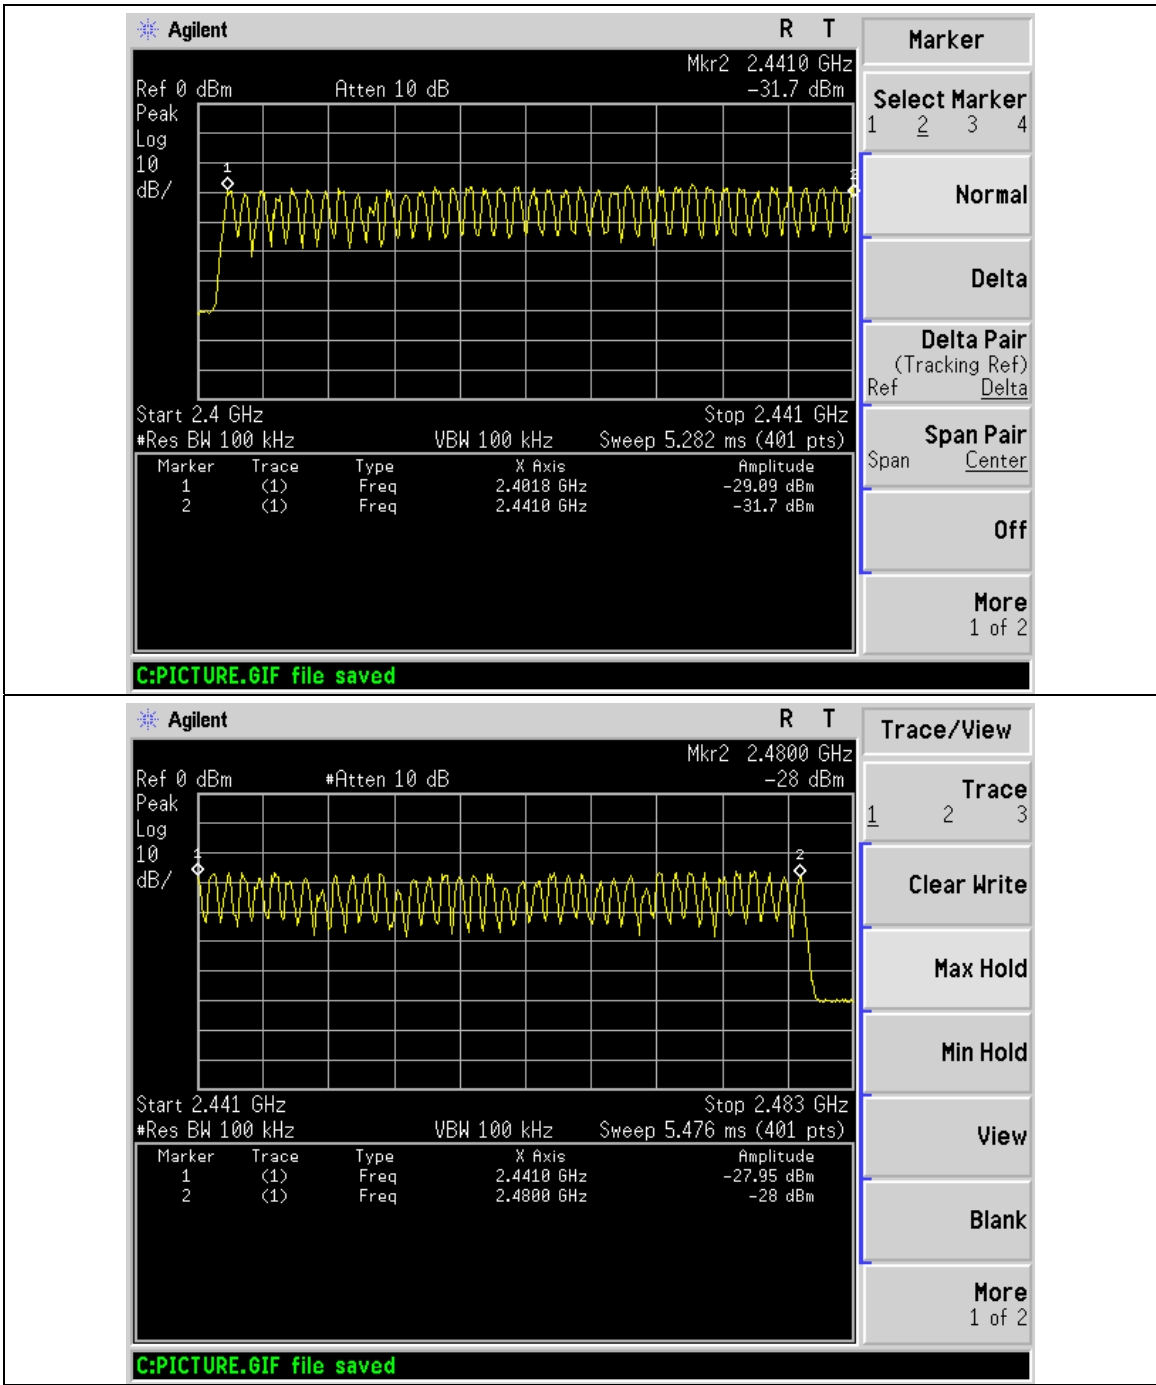 Agilent R T
Mkr2 2.4410 GHz
Ref 0 dBm Atten 10 dB -31.7 dBm
Peak
Log
10
dB/
1
2
Start 2.4 GHz Stop 2.441 GHz
#Res BW 100 kHz VBW 100 kHz Sweep 5.282 ms (401 pts)
Marker Trace Type X Axis Amplitude
1 (1) Freq 2.4018 GHz -29.09 dBm
2 (1) Freq 2.4410 GHz -31.7 dBm
C:PICTURE.GIF file saved
Marker
Select Marker
1 2 3 4
Normal
Delta
Delta Pair
(Tracking Ref)
Ref Delta
Span Pair
Span Center
Off
More
1 of 2
Agilent R T
Mkr2 2.4800 GHz
Ref 0 dBm #Atten 10 dB -28 dBm
Peak
Log
10
dB/
1
2
Start 2.441 GHz Stop 2.483 GHz
#Res BW 100 kHz VBW 100 kHz Sweep 5.476 ms (401 pts)
Marker Trace Type X Axis Amplitude
1 (1) Freq 2.4410 GHz -27.95 dBm
2 (1) Freq 2.4800 GHz -28 dBm
C:PICTURE.GIF file saved
Trace/View
Trace
1 2 3
Clear Write
Max Hold
Min Hold
View
Blank
More
1 of 2